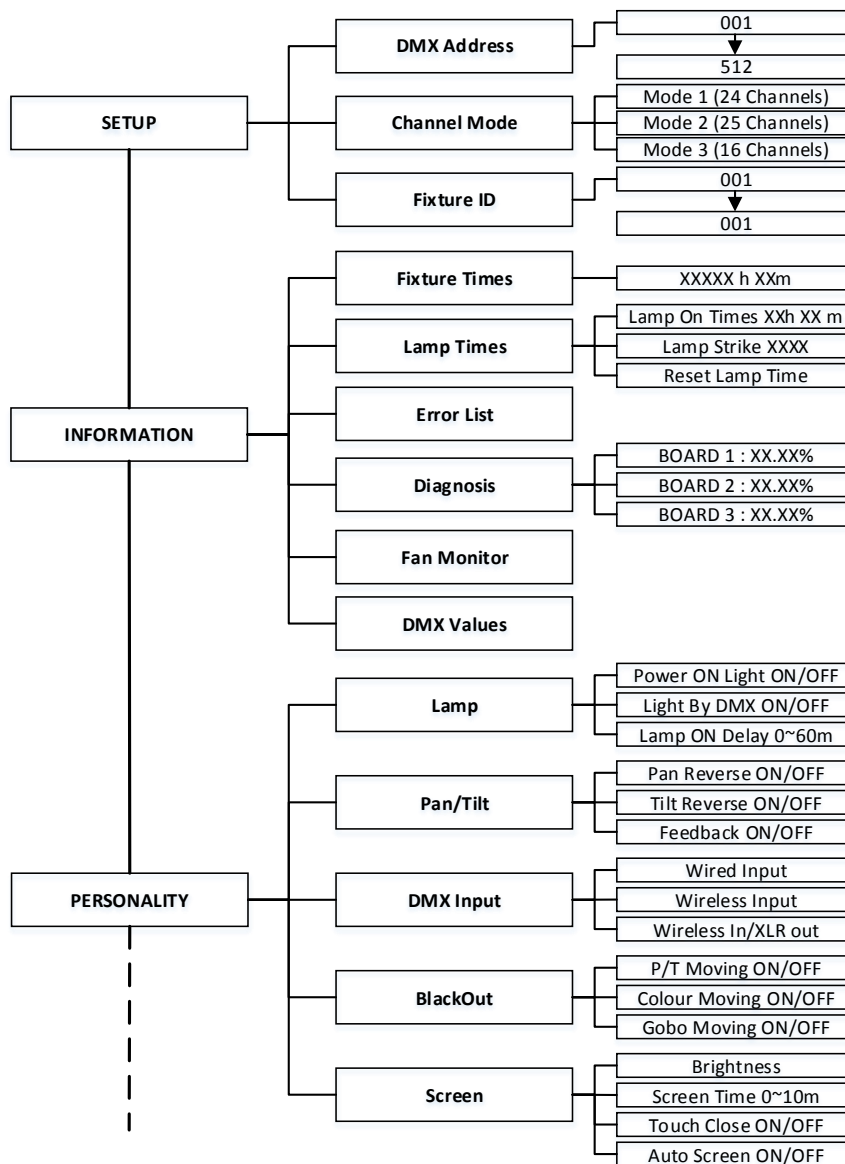 SETUP
DMX Address
001
512
Channel Mode
Mode 1 (24 Channels)
Mode 2 (25 Channels)
Mode 3 (16 Channels)
Fixture ID
001
001
INFORMATION
Fixture Times
XXXXX h XXm
Lamp Times
Lamp On Times XXh XX m
Lamp Strike XXXX
Reset Lamp Time
Error List
Diagnosis
BOARD 1 : XX.XX%
BOARD 2 : XX.XX%
BOARD 3 : XX.XX%
Fan Monitor
DMX Values
PERSONALITY
Lamp
Power ON Light ON/OFF
Light By DMX ON/OFF
Lamp ON Delay 0~60m
Pan/Tilt
Pan Reverse ON/OFF
Tilt Reverse ON/OFF
Feedback ON/OFF
DMX Input
Wired Input
Wireless Input
Wireless In/XLR out
BlackOut
P/T Moving ON/OFF
Colour Moving ON/OFF
Gobo Moving ON/OFF
Screen
Brightness
Screen Time 0~10m
Touch Close ON/OFF
Auto Screen ON/OFF